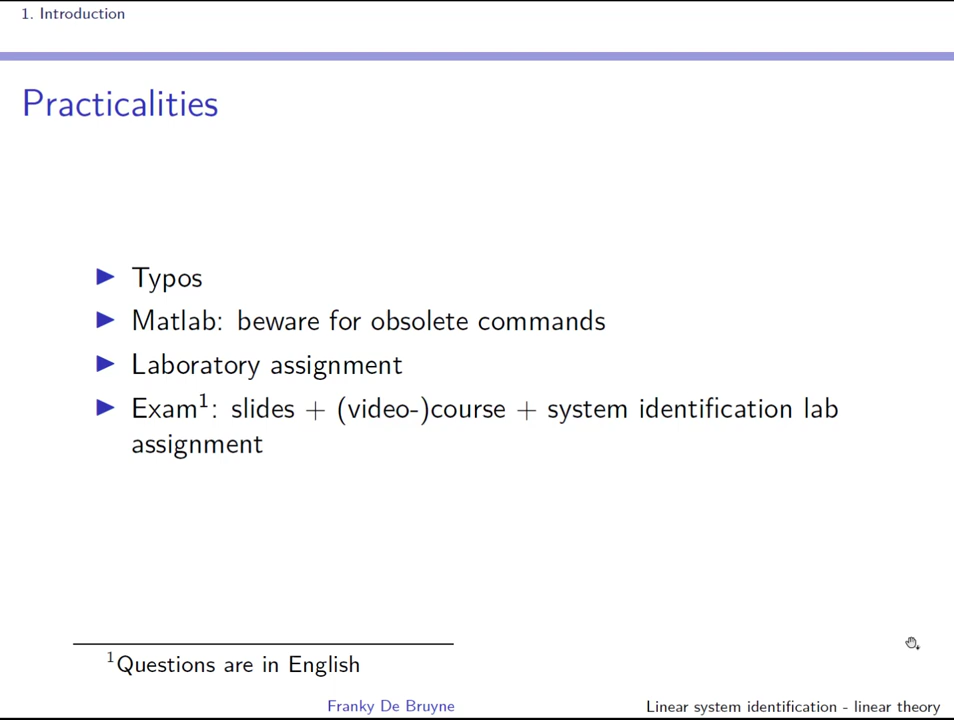 1. Introduction
Practicalities
Typos
Matlab: beware for obsolete commands
Laboratory assignment
Exam¹: slides + (video-)course + system identification lab
assignment
¹Questions are in English
Franky De Bruyne
Linear system identification - linear theory